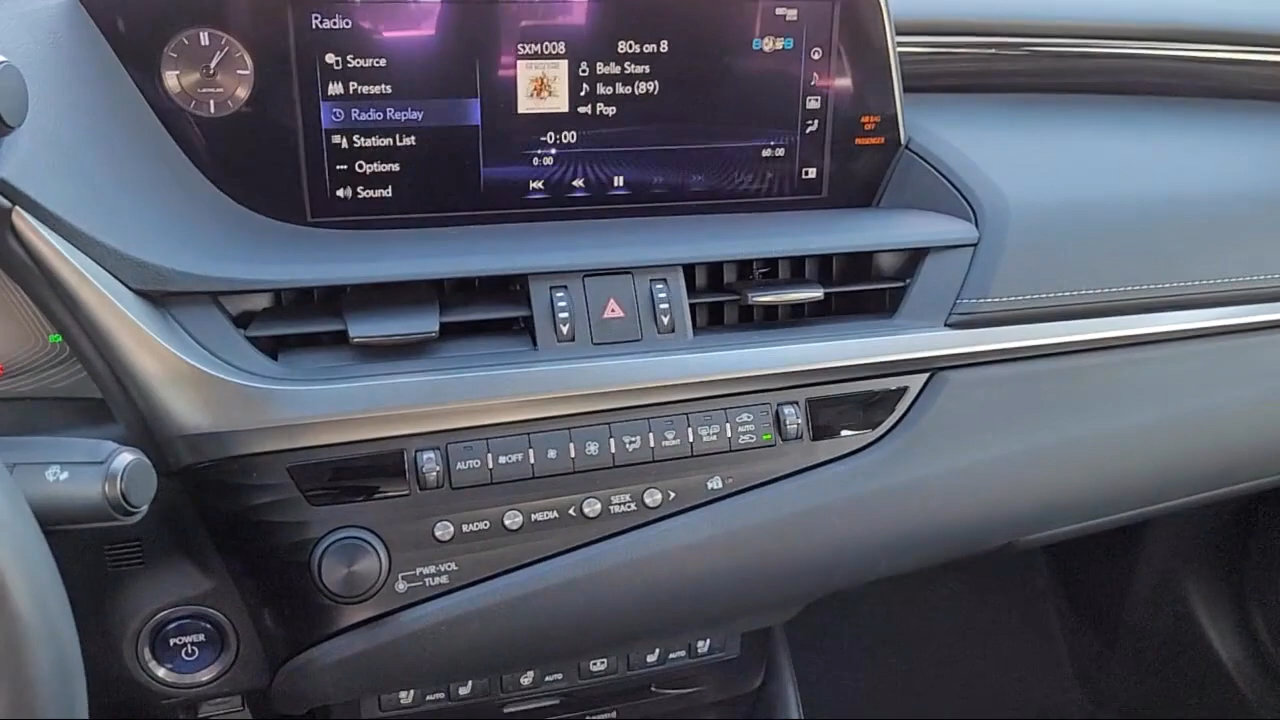 Radio
LEXUS
Source
Presets
Radio Replay
Station List
Options
Sound
SXM 008
80s on 8
Belle Stars
Iko Iko (89)
Pop
-0:00
0:00
60:00
AIR BAG
OFF
PASSENGER
AUTO
OFF
FRONT
REAR
AUTO
RADIO
MEDIA
SEEK
TRACK
PWR·VOL
TUNE
POWER
AUTO
AUTO
AUTO